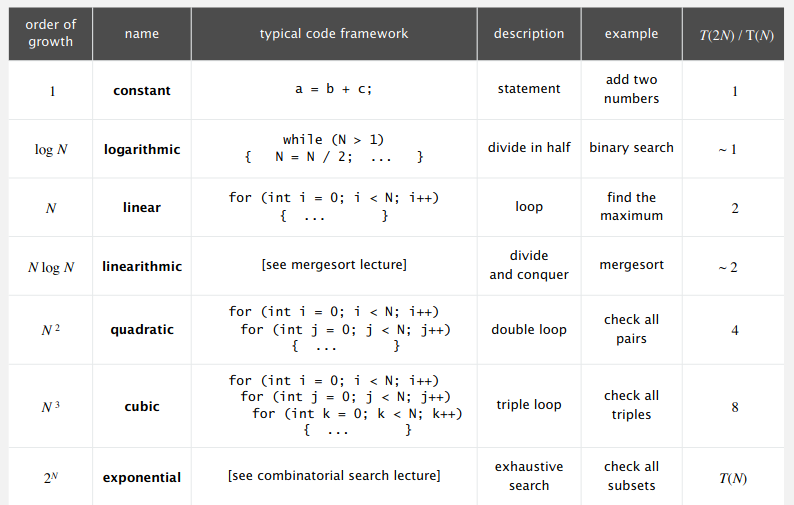 order of growth name typical code framework description example T(2N) / T(N)
1 constant a = b + c; statement add two numbers 1
log N logarithmic while (N > 1) { N = N / 2; ... } divide in half binary search ~ 1
N linear for (int i = 0; i < N; i++) { ... } loop find the maximum 2
N log N linearithmic [see mergesort lecture] divide and conquer mergesort ~ 2
N² quadratic for (int i = 0; i < N; i++) for (int j = 0; j < N; j++) { ... } double loop check all pairs 4
N³ cubic for (int i = 0; i < N; i++) for (int j = 0; j < N; j++) for (int k = 0; k < N; k++) { ... } triple loop check all triples 8
2ᴺ exponential [see combinatorial search lecture] exhaustive search check all subsets T(N)